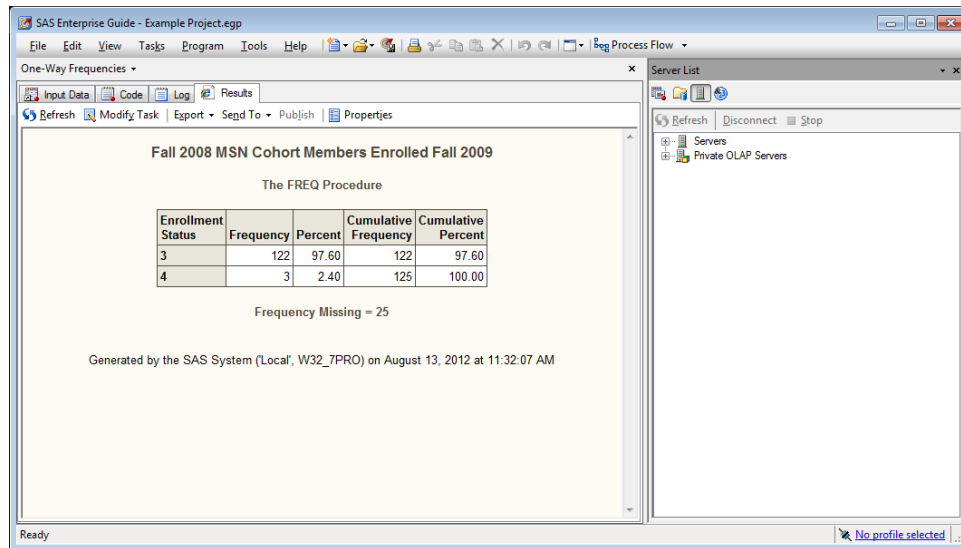 SAS Enterprise Guide - Example Project.egp
File Edit View Tasks Program Tools Help Process Flow
One-Way Frequencies
Input Data Code Log Results
Refresh Modify Task Export Send To Publish Properties
Fall 2008 MSN Cohort Members Enrolled Fall 2009
The FREQ Procedure
Enrollment Status Frequency Percent Cumulative Frequency Cumulative Percent
3 122 97.60 122 97.60
4 3 2.40 125 100.00
Frequency Missing = 25
Generated by the SAS System ('Local', W32_7PRO) on August 13, 2012 at 11:32:07 AM
Server List
Refresh Disconnect Stop
Servers
Private OLAP Servers
Ready
No profile selected